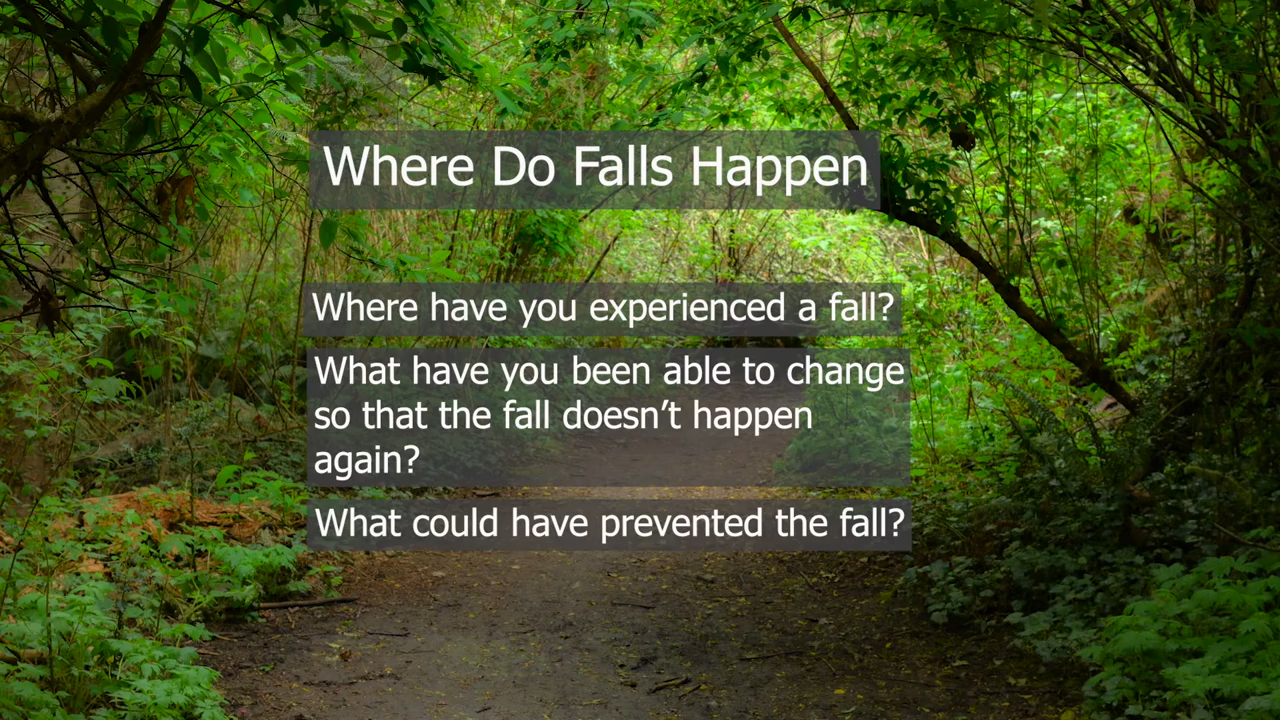 Where Do Falls Happen
Where have you experienced a fall?
What have you been able to change
so that the fall doesn’t happen
again?
What could have prevented the fall?